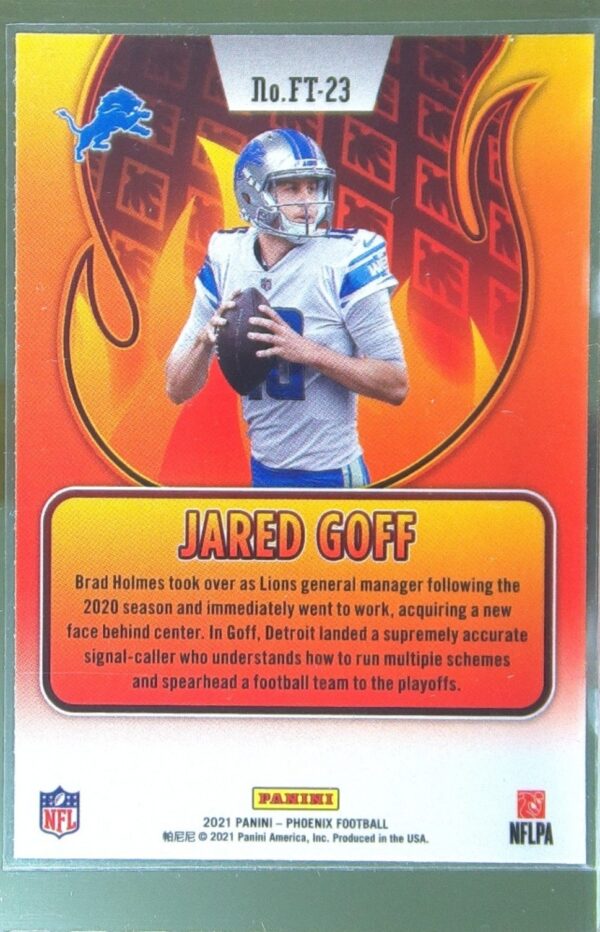 No.FT-23
JARED GOFF
Brad Holmes took over as Lions general manager following the
2020 season and immediately went to work, acquiring a new
face behind center. In Goff, Detroit landed a supremely accurate
signal-caller who understands how to run multiple schemes
and spearhead a football team to the playoffs.
NFL
PANINI
2021 PANINI – PHOENIX FOOTBALL
帕尼尼 © 2021 Panini America, Inc. Produced in the USA.
NFLPA